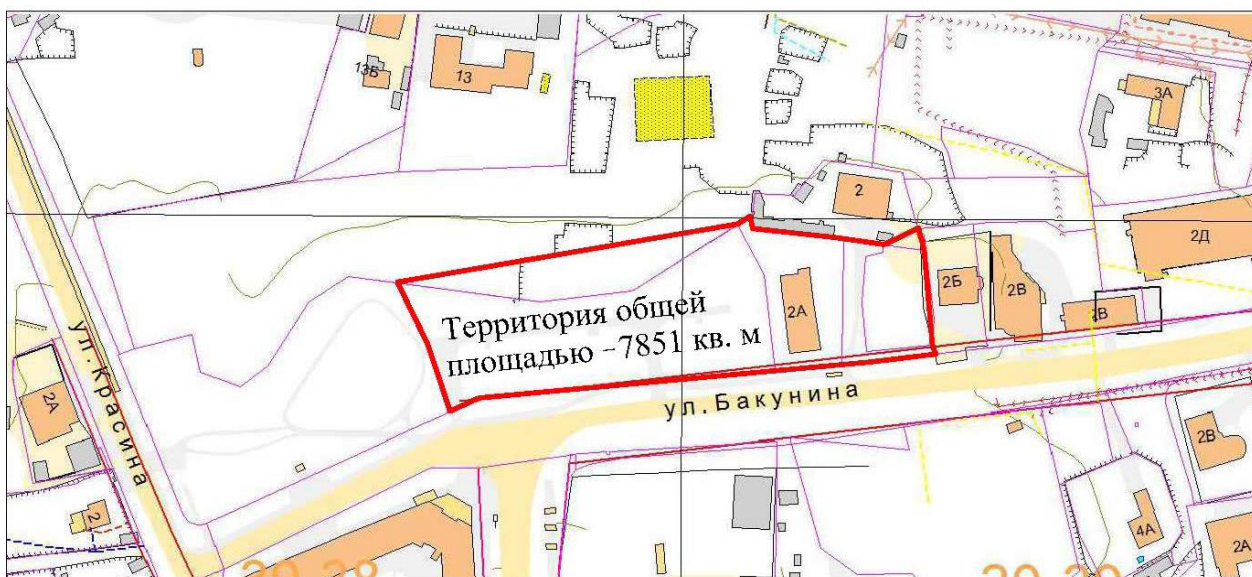 13Б
13
3А
2
2Д
2Б
2В
2А
2В
Территория общей
площадью -7851 кв. м
ул. Бакунина
ул. Красина
2А
2В
2
4А
2А